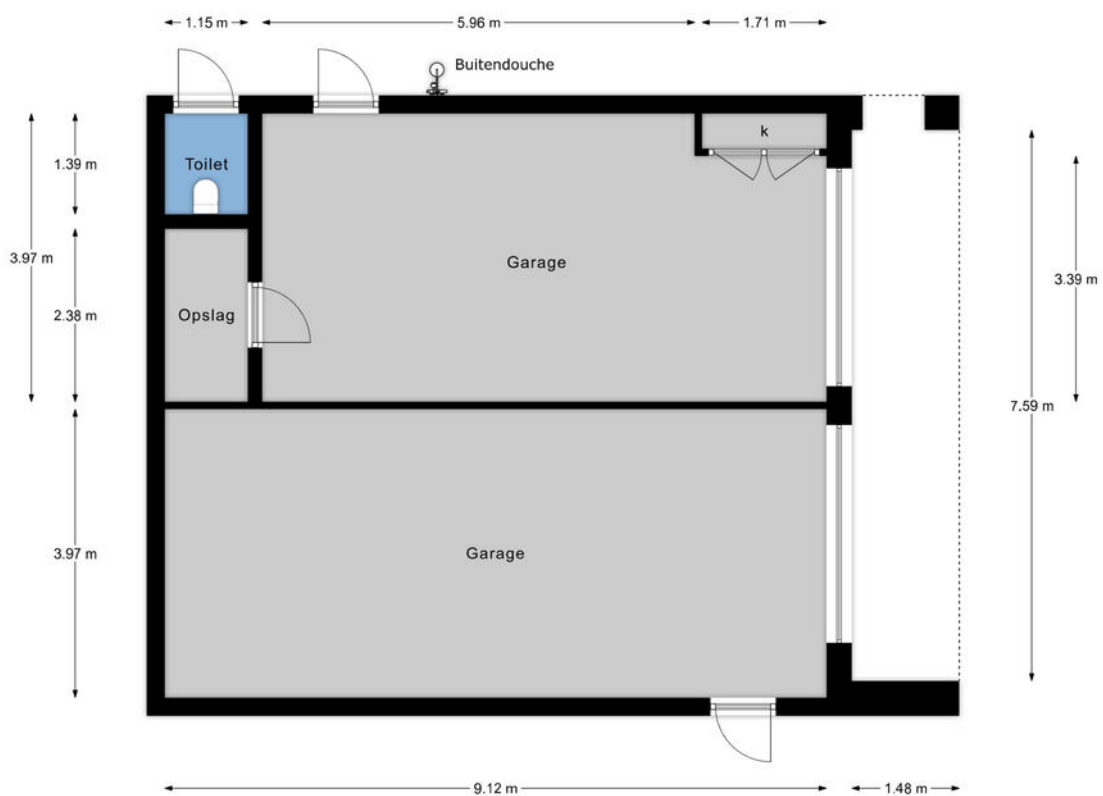 1.15 m
5.96 m
1.71 m
Buitendouche
k
1.39 m
Toilet
3.97 m
Garage
3.39 m
2.38 m
Opslag
7.59 m
3.97 m
Garage
9.12 m
1.48 m